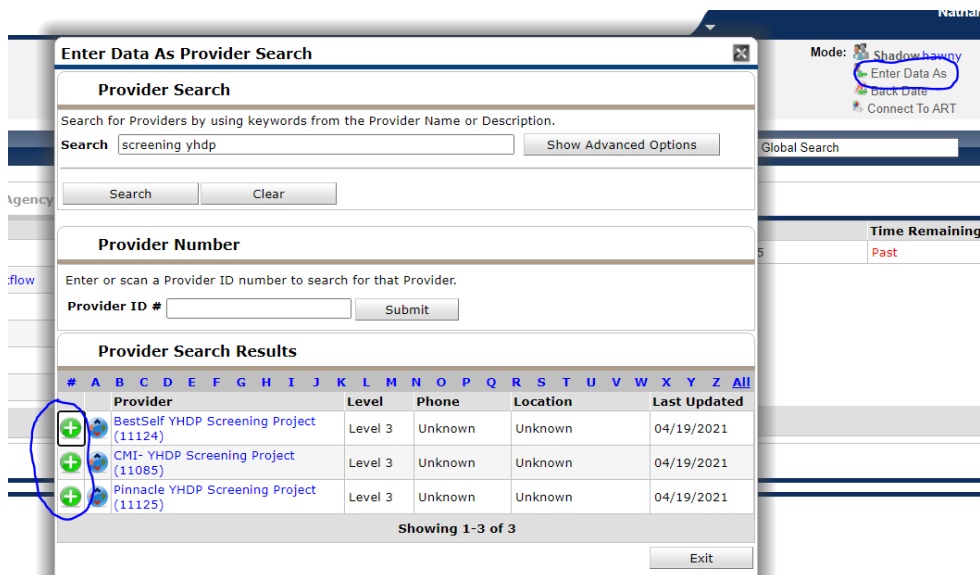 Enter Data As Provider Search
Mode: Shadow hawny
Enter Data As
Back Date
Connect To ART
Provider Search
Search for Providers by using keywords from the Provider Name or Description.
Search screening yhdp Show Advanced Options
Global Search
Search Clear
Agency
Provider Number
Time Remaining
5 Past
Enter or scan a Provider ID number to search for that Provider.
Provider ID # Submit
Provider Search Results
# A B C D E F G H I J K L M N O P Q R S T U V W X Y Z All
Provider Level Phone Location Last Updated
BestSelf YHDP Screening Project
(11124) Level 3 Unknown Unknown 04/19/2021
CMI- YHDP Screening Project
(11085) Level 3 Unknown Unknown 04/19/2021
Pinnacle YHDP Screening Project
(11125) Level 3 Unknown Unknown 04/19/2021
Showing 1-3 of 3
Exit